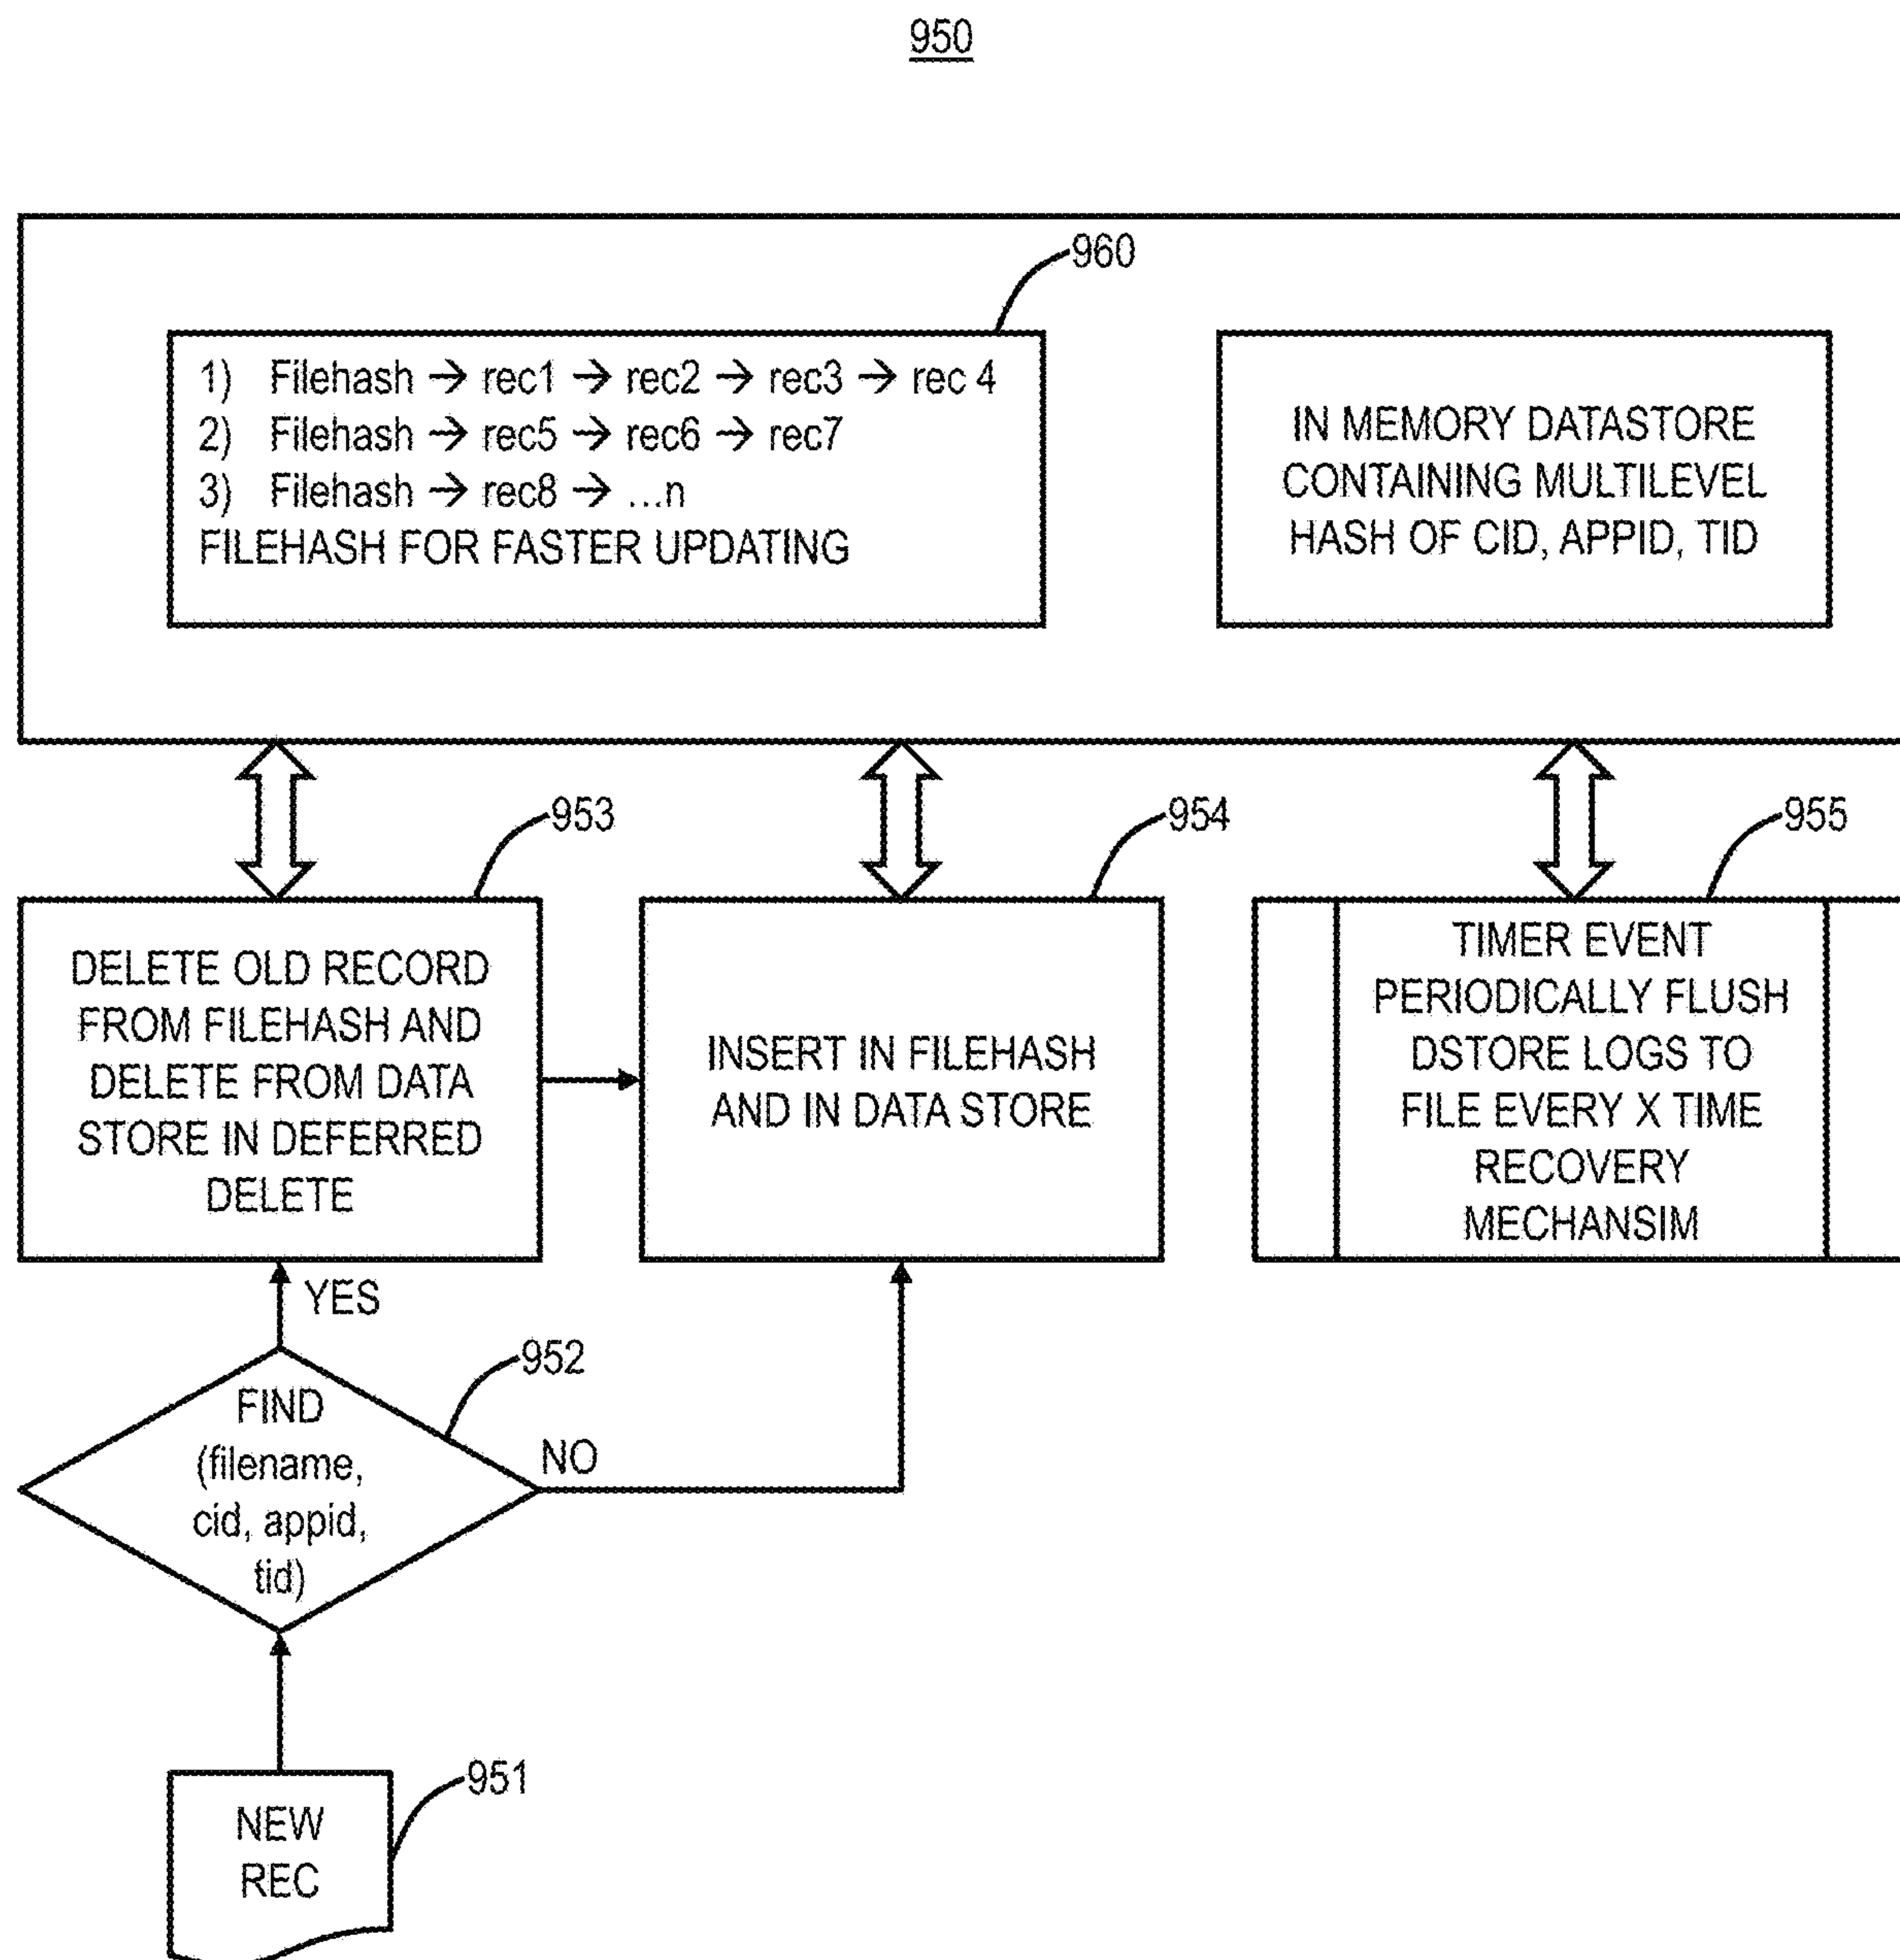 950
960
1) Filehash → rec1 → rec2 → rec3 → rec 4
2) Filehash → rec5 → rec6 → rec7
3) Filehash → rec8 → ...n
FILEHASH FOR FASTER UPDATING
IN MEMORY DATASTORE
CONTAINING MULTILEVEL
HASH OF CID, APPID, TID
953
DELETE OLD RECORD
FROM FILEHASH AND
DELETE FROM DATA
STORE IN DEFERRED
DELETE
954
INSERT IN FILEHASH
AND IN DATA STORE
955
TIMER EVENT
PERIODICALLY FLUSH
DSTORE LOGS TO
FILE EVERY X TIME
RECOVERY
MECHANSIM
YES
952
FIND
(filename,
cid, appid,
tid)
NO
951
NEW
REC